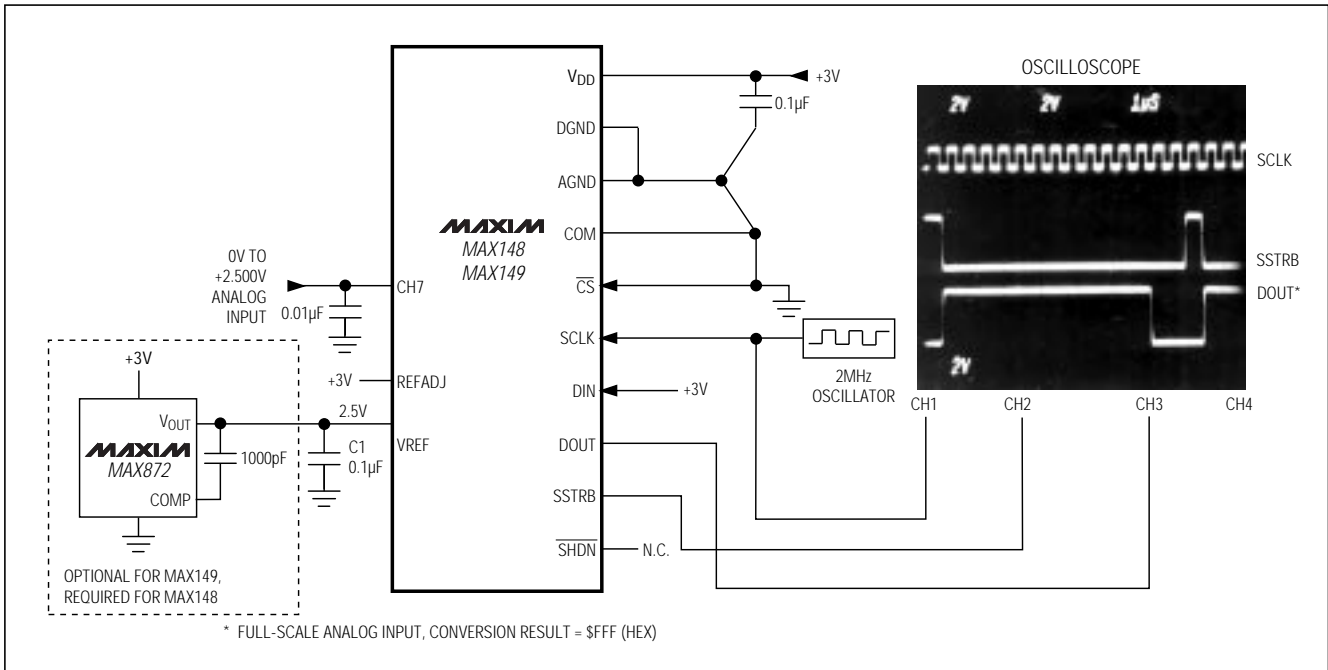 OSCILLOSCOPE
VDD
+3V
0.1µF
DGND
AGND
COM
CS
SCLK
DIN
+3V
DOUT
SSTRB
SHDN
N.C.
MAXIM
MAX148
MAX149
0V TO
+2.500V
ANALOG
INPUT
0.01µF
CH7
+3V
REFADJ
2.5V
VREF
C1
0.1µF
+3V
VOUT
MAXIM
MAX872
COMP
1000pF
OPTIONAL FOR MAX149,
REQUIRED FOR MAX148
2MHz
OSCILLATOR
2V 2V 1µS
SCLK
SSTRB
DOUT*
2V
CH1 CH2 CH3 CH4
* FULL-SCALE ANALOG INPUT, CONVERSION RESULT = $FFF (HEX)